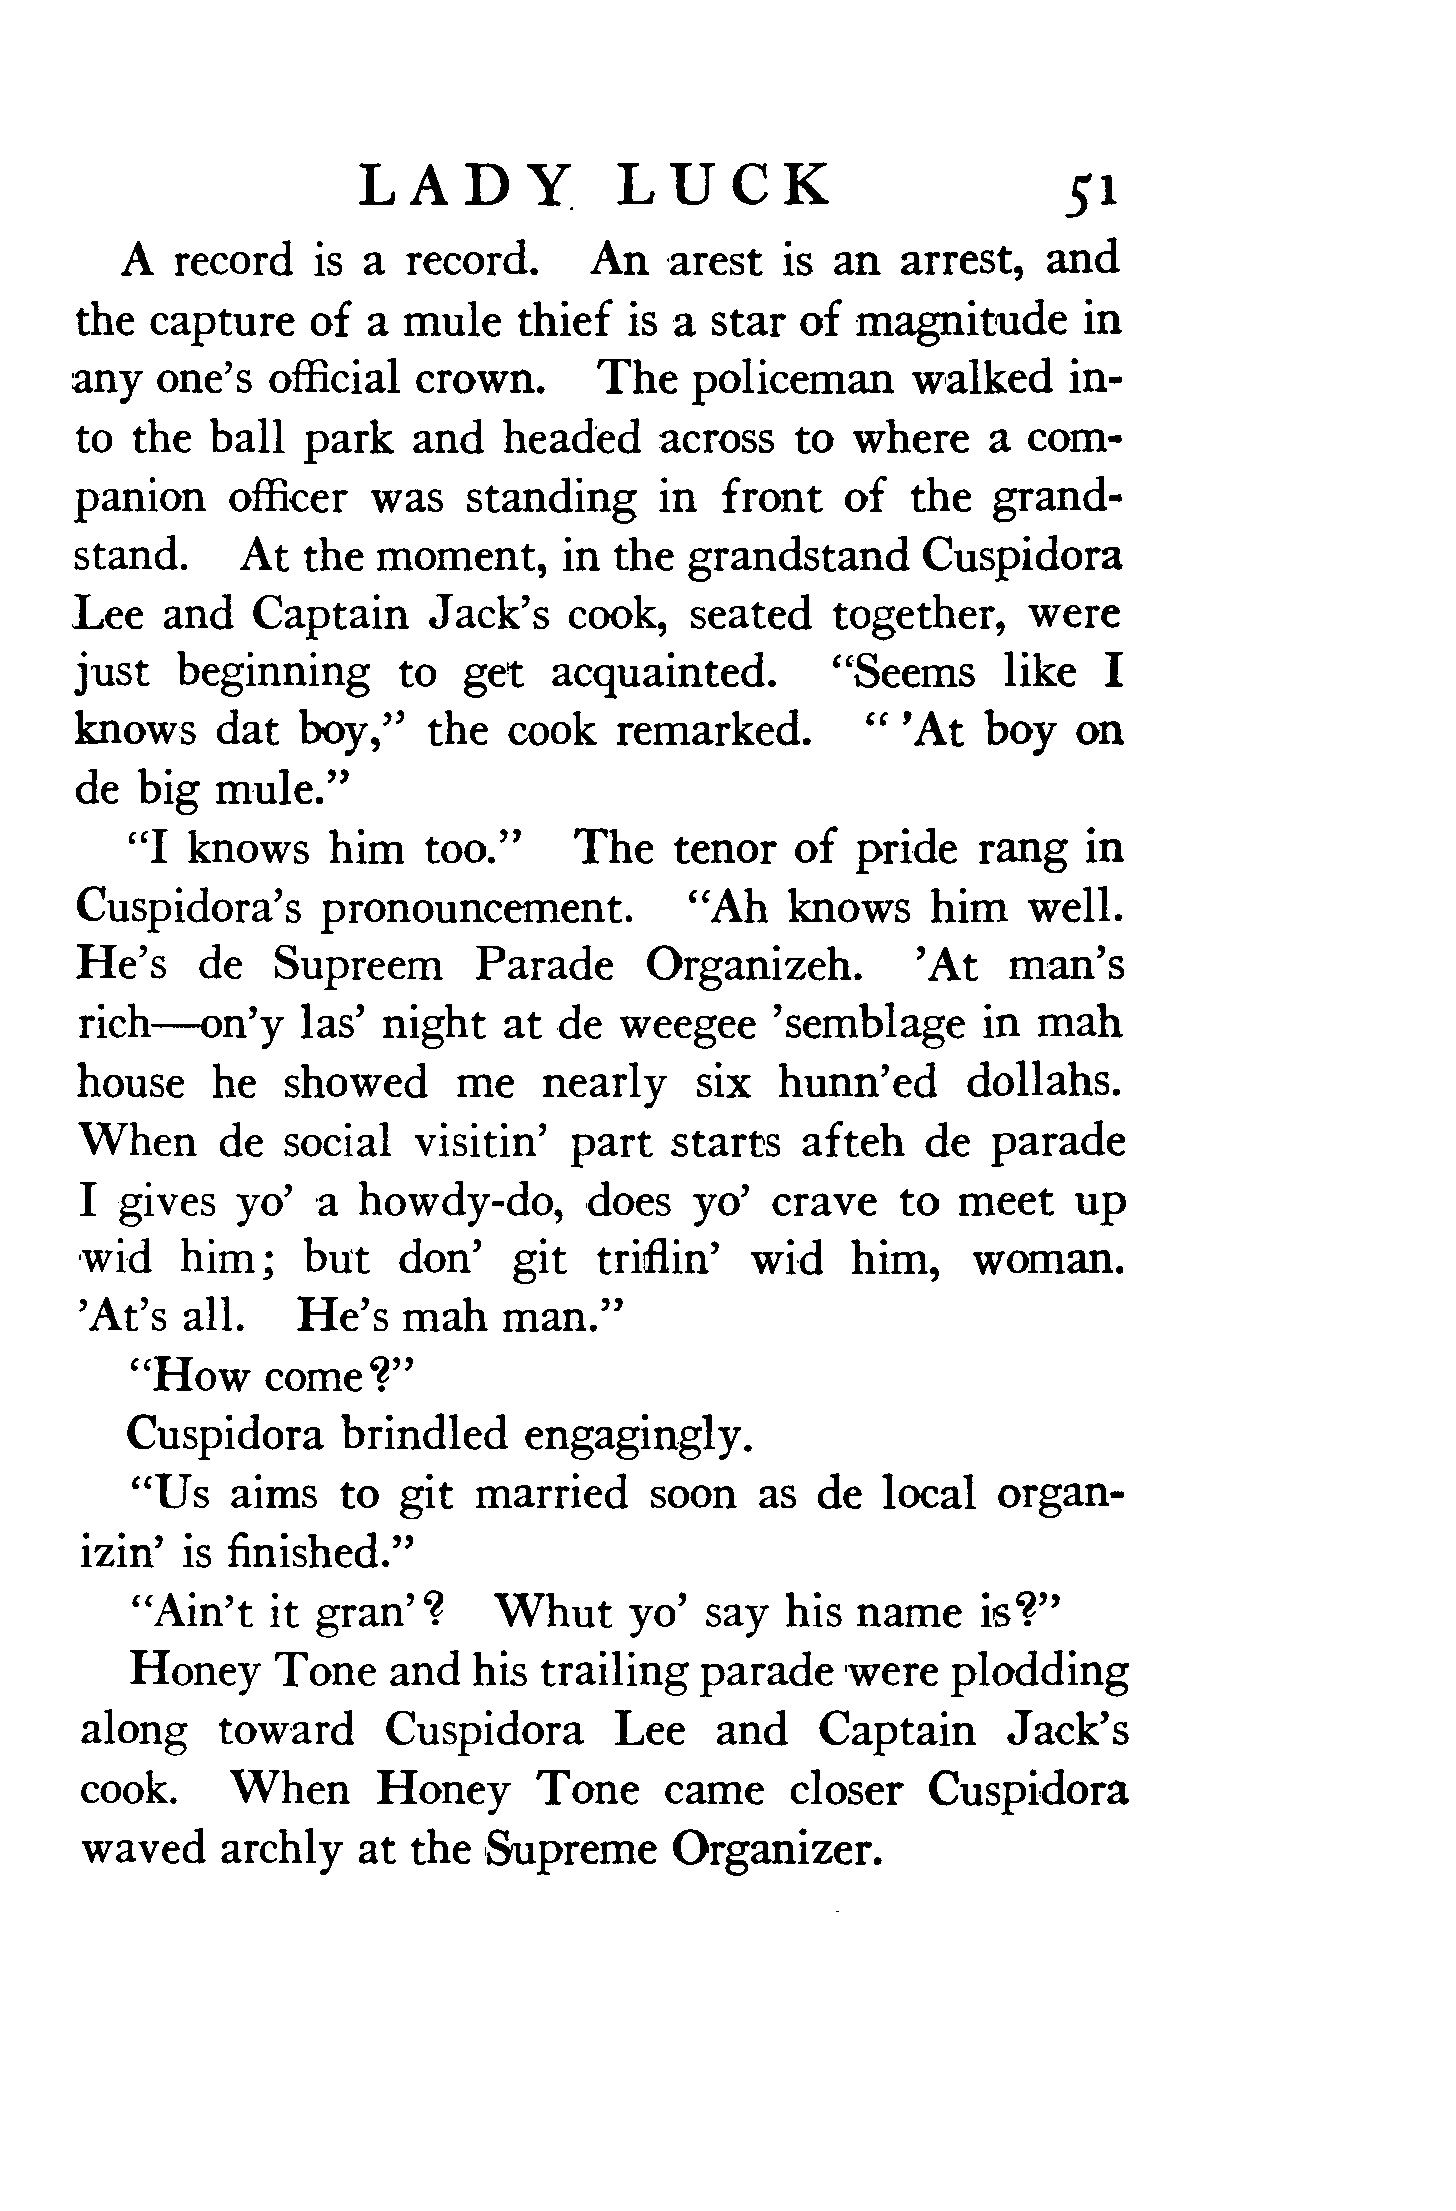 LADY LUCK 51
A record is a record. An arest is an arrest, and
the capture of a mule thief is a star of magnitude in
any one's official crown. The policeman walked in-
to the ball park and headed across to where a com-
panion officer was standing in front of the grand-
stand. At the moment, in the grandstand Cuspidora
Lee and Captain Jack's cook, seated together, were
just beginning to get acquainted. "Seems like I
knows dat boy," the cook remarked. " 'At boy on
de big mule."
"I knows him too." The tenor of pride rang in
Cuspidora's pronouncement. "Ah knows him well.
He's de Supreem Parade Organizeh. 'At man's
rich—on'y las' night at de weegee 'semblage in mah
house he showed me nearly six hunn'ed dollahs.
When de social visitin' part starts afteh de parade
I gives yo' a howdy-do, does yo' crave to meet up
wid him; but don' git triflin' wid him, woman.
'At's all. He's mah man."
"How come?"
Cuspidora brindled engagingly.
"Us aims to git married soon as de local organ-
izin' is finished."
"Ain't it gran'? Whut yo' say his name is?"
Honey Tone and his trailing parade were plodding
along toward Cuspidora Lee and Captain Jack's
cook. When Honey Tone came closer Cuspidora
waved archly at the Supreme Organizer.